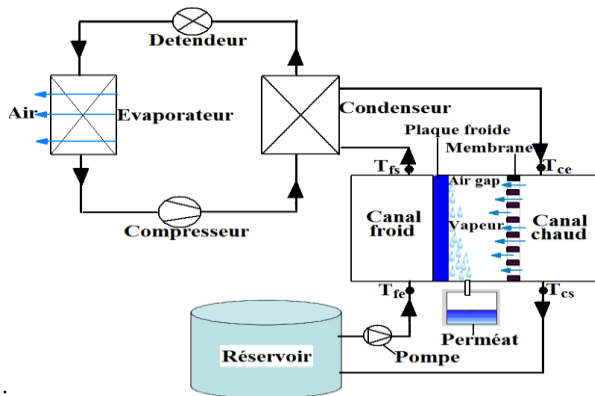 Detendeur
Air
Evaporateur
Condenseur
Compresseur
Plaque froide
Membrane
Tfs
Air gap
Tce
Canal froid
Vapeur
Canal chaud
Tfe
Tcs
Perméat
Réservoir
Pompe